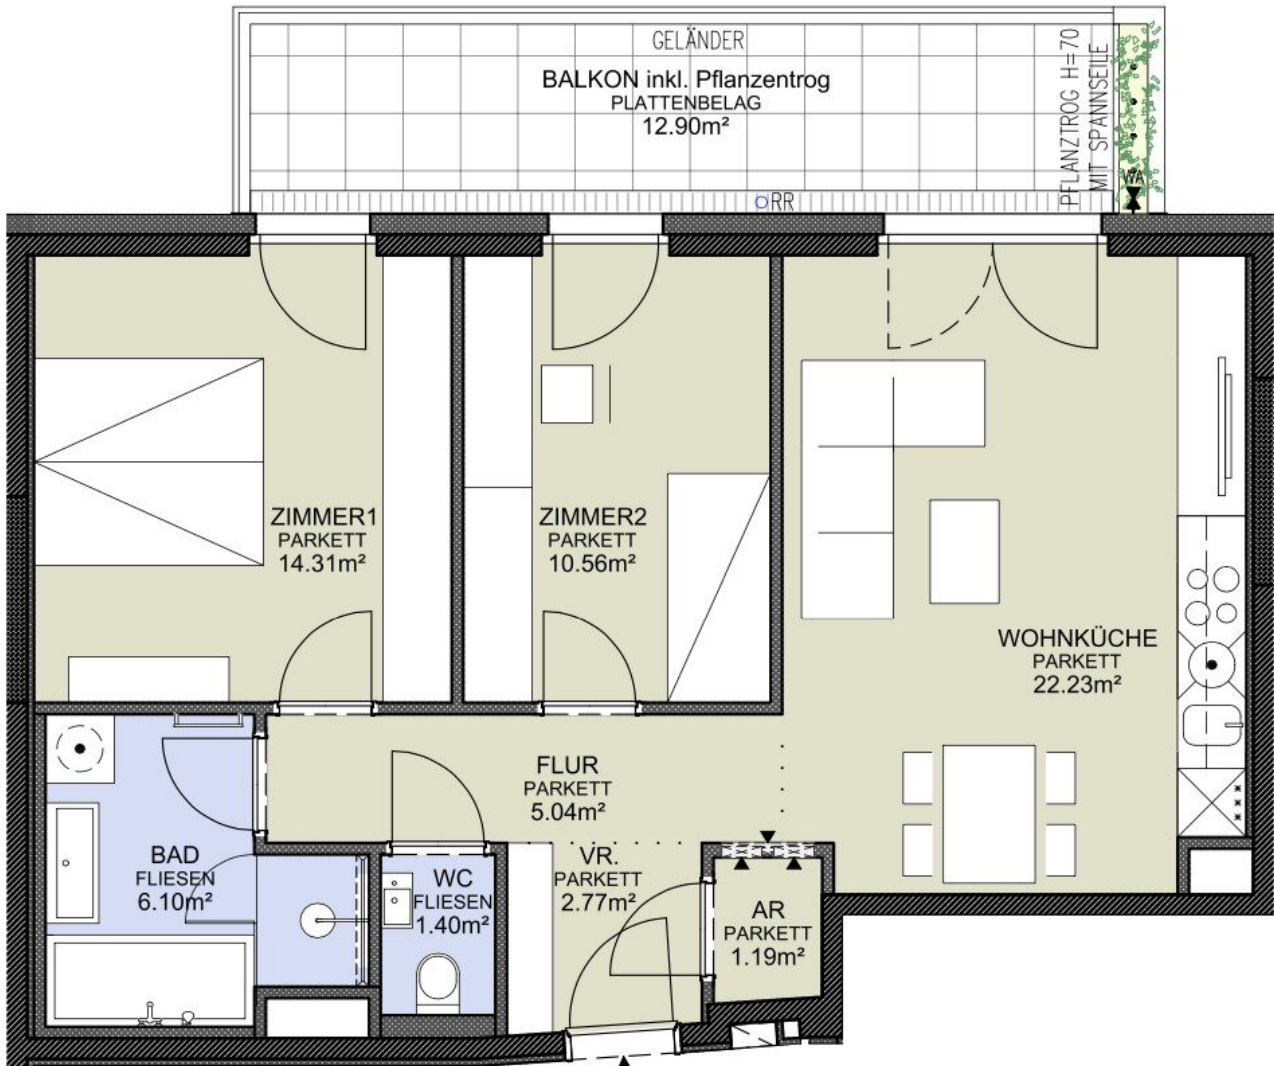 GELÄNDER
BALKON inkl. Pflanzentrog
PLATTENBELAG
12.90m²
PFLANZTROG H=70
MIT SPANNSEILE
WA
RR
ZIMMER1
PARKETT
14.31m²
ZIMMER2
PARKETT
10.56m²
WOHNKÜCHE
PARKETT
22.23m²
FLUR
PARKETT
5.04m²
BAD
FLIESEN
6.10m²
WC
FLIESEN
1.40m²
VR.
PARKETT
2.77m²
AR
PARKETT
1.19m²